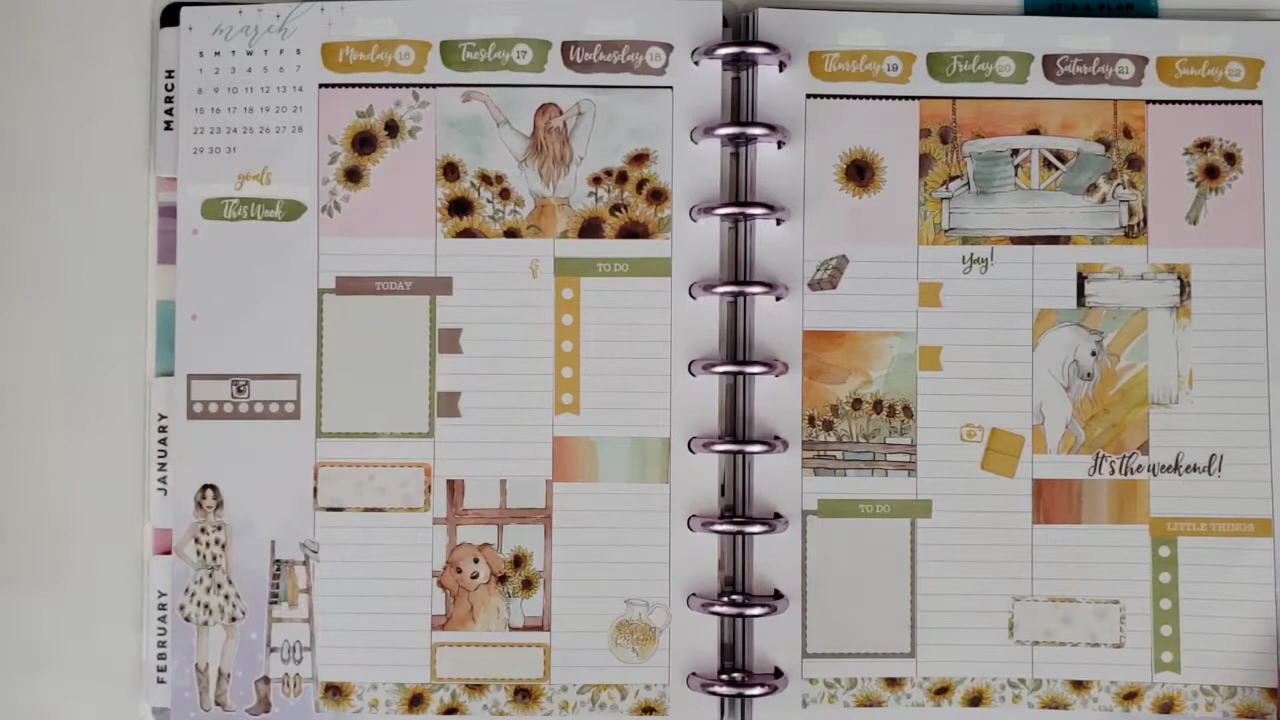 IT'S A PLAN
march
S M T W T F S
1 2 3 4 5 6 7
8 9 10 11 12 13 14
15 16 17 18 19 20 21
22 23 24 25 26 27 28
29 30 31
goals
This Week
MARCH
JANUARY
FEBRUARY
Monday 16
Tuesday 17
Wednesday 18
TODAY
TO DO
Thursday 19
Friday 20
Saturday 21
Sunday 22
Yay!
It's the weekend!
TO DO
LITTLE THINGS